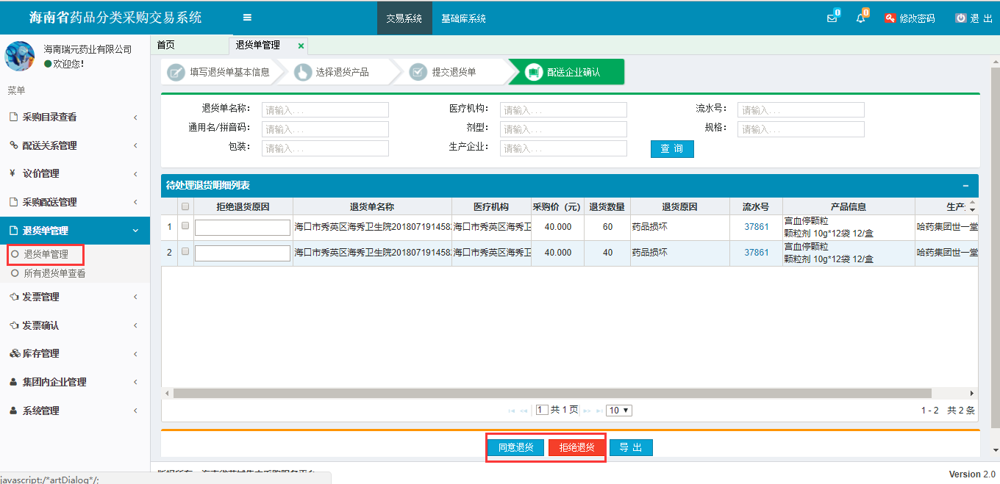 海南省药品分类采购交易系统
交易系统
基础库系统
0
0
修改密码
退 出
海南瑞元药业有限公司
欢迎您!
菜单
采购目录查看
配送关系管理
议价管理
采购配送管理
退货单管理
退货单管理
所有退货单查看
发票管理
发票确认
库存管理
集团内企业管理
系统管理
首页
退货单管理
填写退货单基本信息
选择退货产品
提交退货单
配送企业确认
退货单名称: 请输入... 医疗机构: 请输入... 流水号: 请输入...
通用名/拼音码: 请输入... 剂型: 请输入... 规格: 请输入...
包装: 请输入... 生产企业: 请输入... 查 询
待处理退货明细列表
拒绝退货原因 退货单名称 医疗机构 采购价（元） 退货数量 退货原因 流水号 产品信息 生产
1 海口市秀英区海秀卫生院2018071914582 海口市秀英区海秀卫 40.000 60 药品损坏 37861 宫血停颗粒 哈药集团世一堂
颗粒剂 10g*12袋 12/盒
2 海口市秀英区海秀卫生院2018071914582 海口市秀英区海秀卫 40.000 40 药品损坏 37861 宫血停颗粒 哈药集团世一堂
颗粒剂 10g*12袋 12/盒
1 共 1 页 10
1 - 2 共 2 条
同意退货 拒绝退货 导 出
Version 2.0
javascript:/*artDialog*/;